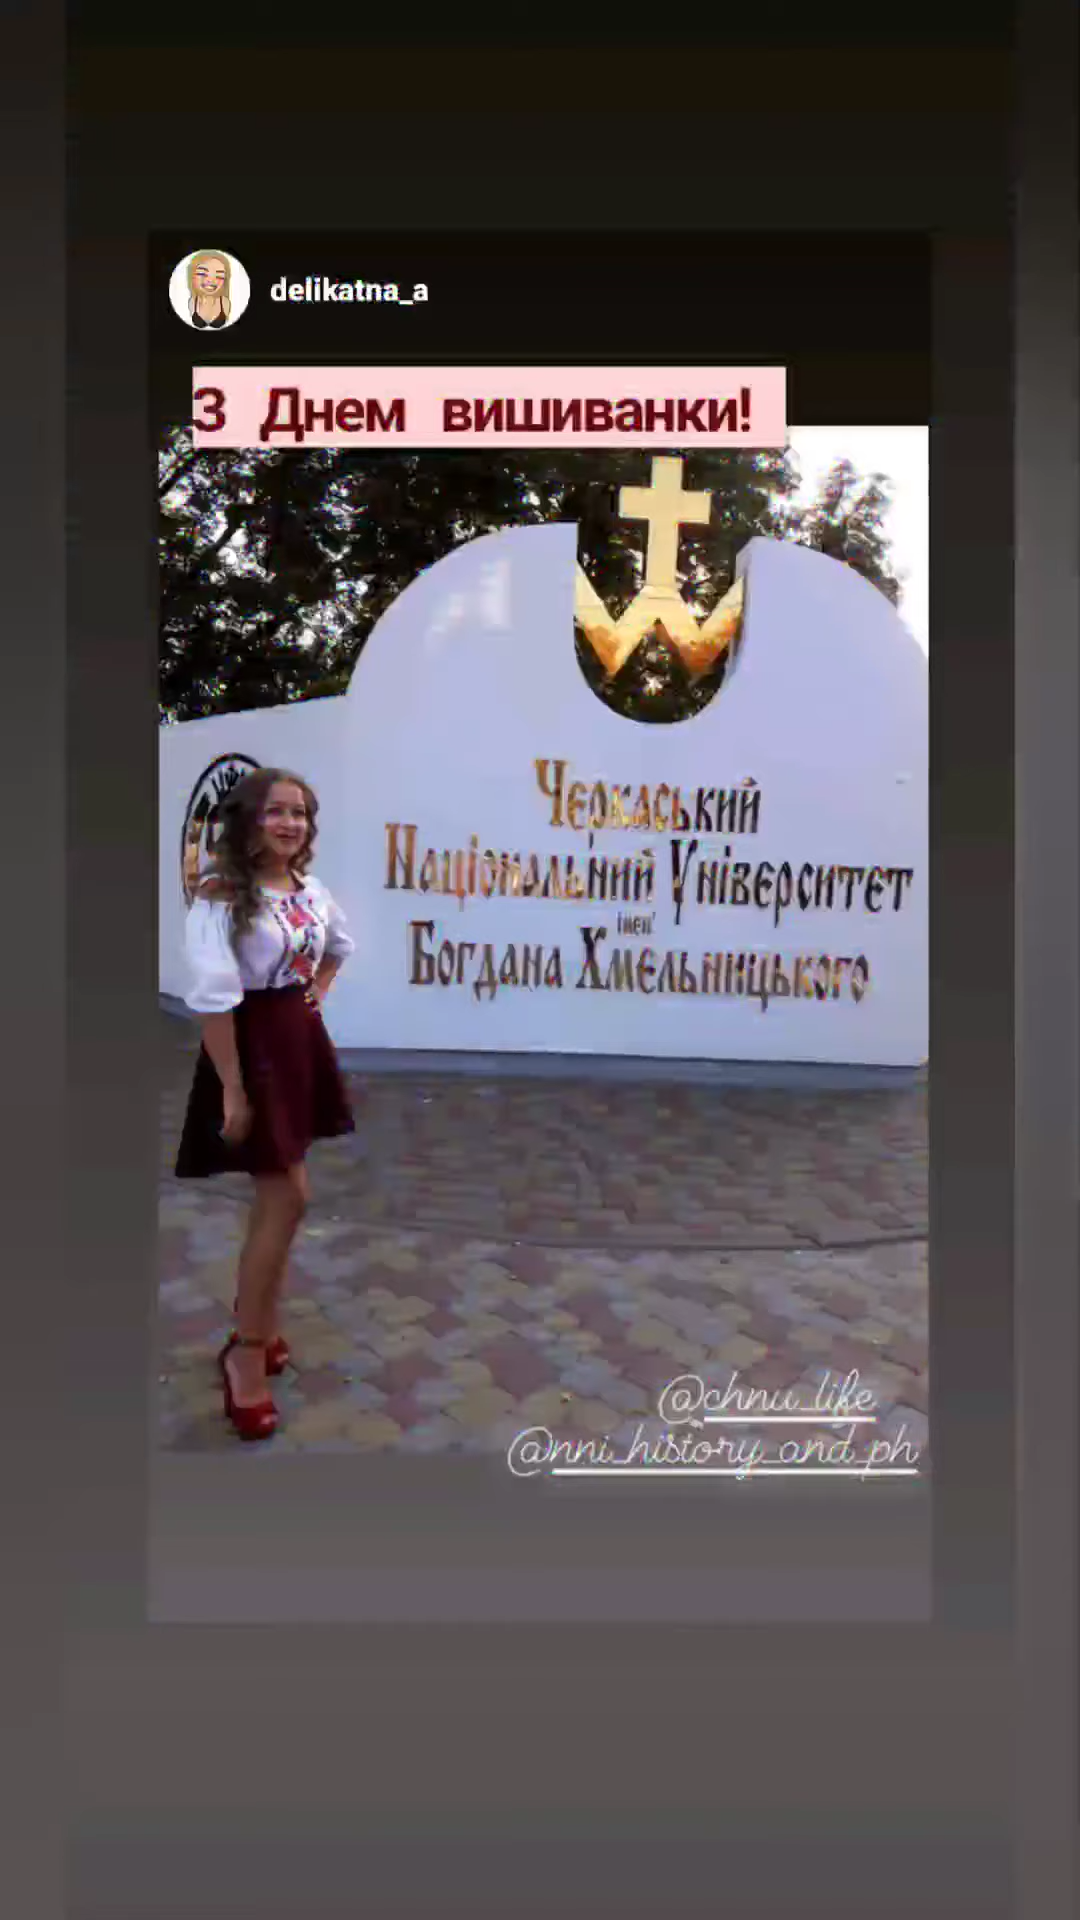 delikatna_a
З Днем вишиванки!
Черкаський
Національний Університет
імені
Богдана Хмельницького
@chnu_life
@nni_history_and_ph